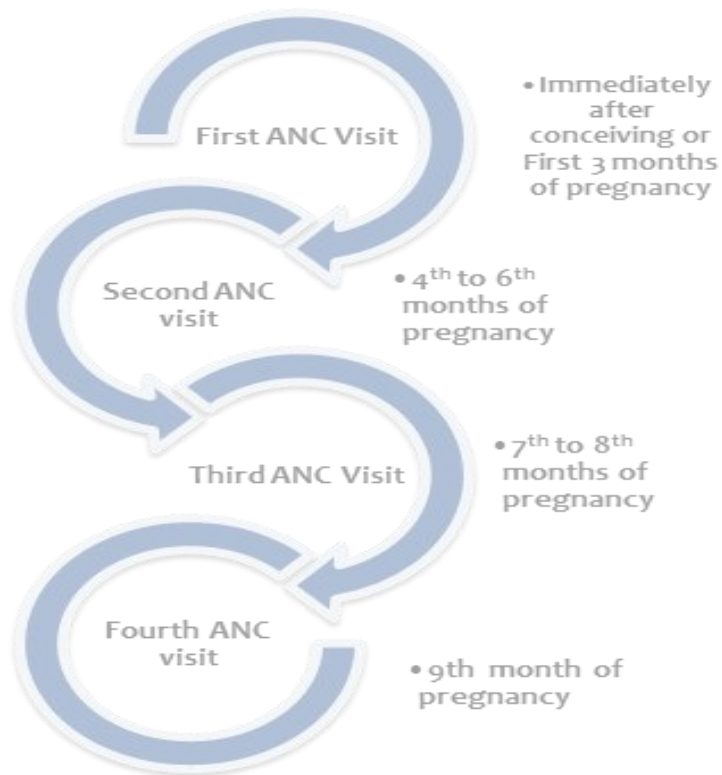 First ANC Visit
• Immediately
after
conceiving or
First 3 months
of pregnancy
Second ANC
visit
• 4th to 6th
months of
pregnancy
Third ANC Visit
• 7th to 8th
months of
pregnancy
Fourth ANC
visit
• 9th month of
pregnancy